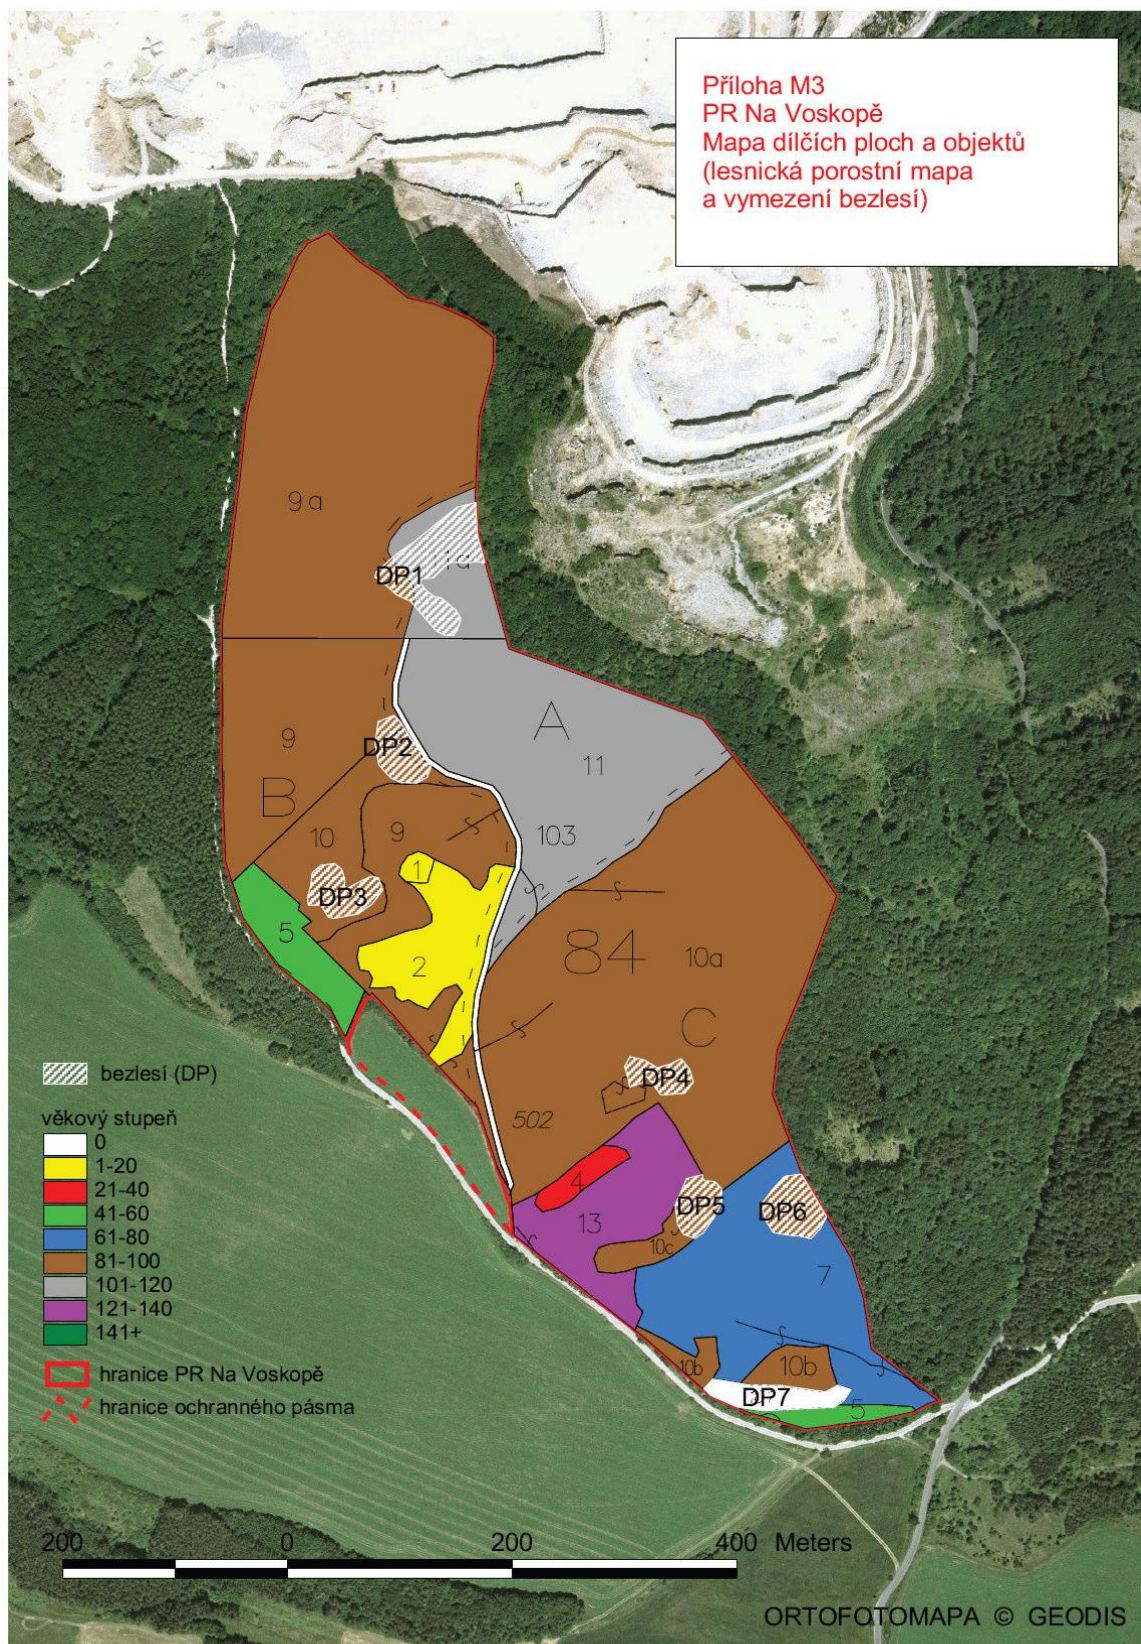 Příloha M3
PR Na Voskopě
Mapa dílčích ploch a objektů
(lesnická porostní mapa
a vymezení bezlesí)
9a
DP1
A
9
DP2
11
B
10
9
103
1
DP3
5
84
10a
2
C
bezlesí (DP)
DP4
502
věkový stupeň
0
1-20
21-40
41-60
61-80
81-100
101-120
121-140
141+
4
DP5
DP6
13
10c
7
10b
10b
DP7
5
hranice PR Na Voskopě
hranice ochranného pásma
200 0 200 400 Meters
ORTOFOTOMAPA © GEODIS